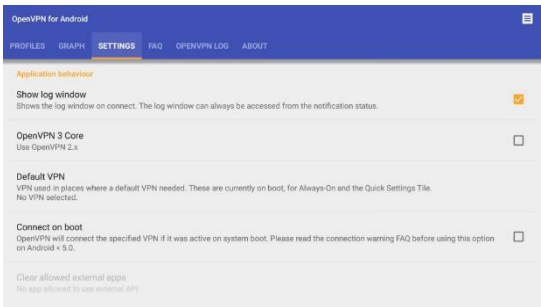 OpenVPN for Android
PROFILES GRAPH SETTINGS FAQ OPENVPN LOG ABOUT
Application behaviour
Show log window
Shows the log window on connect. The log window can always be accessed from the notification status.
OpenVPN 3 Core
Use OpenVPN 2.x
Default VPN
VPN used in places where a default VPN needed. These are currently on boot, for Always-On and the Quick Settings Tile.
No VPN selected.
Connect on boot
OpenVPN will connect the specified VPN if it was active on system boot. Please read the connection warning FAQ before using this option
on Android < 5.0.
Clear allowed external apps
No app allowed to use external API